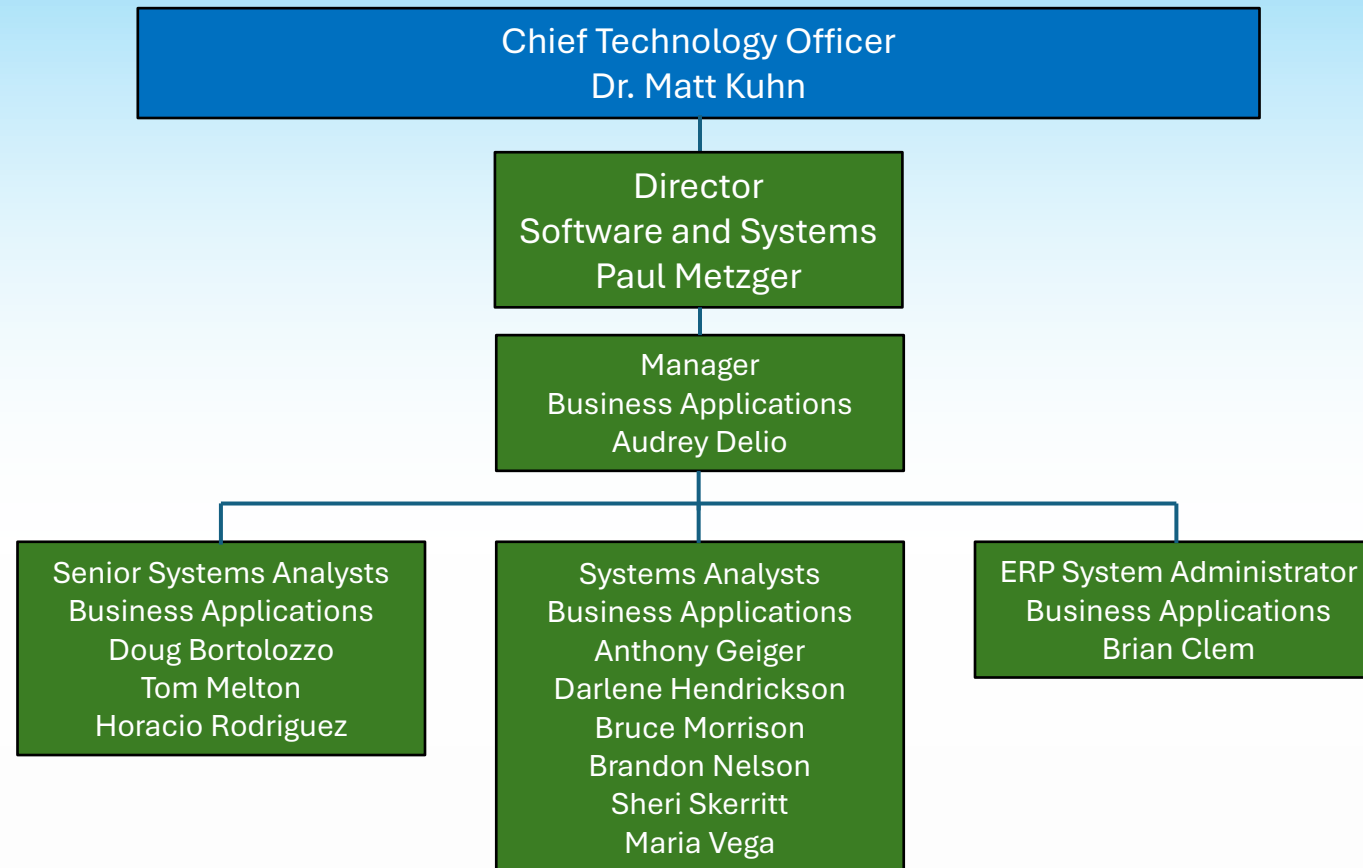 Chief Technology Officer
Dr. Matt Kuhn
Director
Software and Systems
Paul Metzger
Manager
Business Applications
Audrey Delio
Senior Systems Analysts
Business Applications
Doug Bortolozzo
Tom Melton
Horacio Rodriguez
Systems Analysts
Business Applications
Anthony Geiger
Darlene Hendrickson
Bruce Morrison
Brandon Nelson
Sheri Skerritt
Maria Vega
ERP System Administrator
Business Applications
Brian Clem